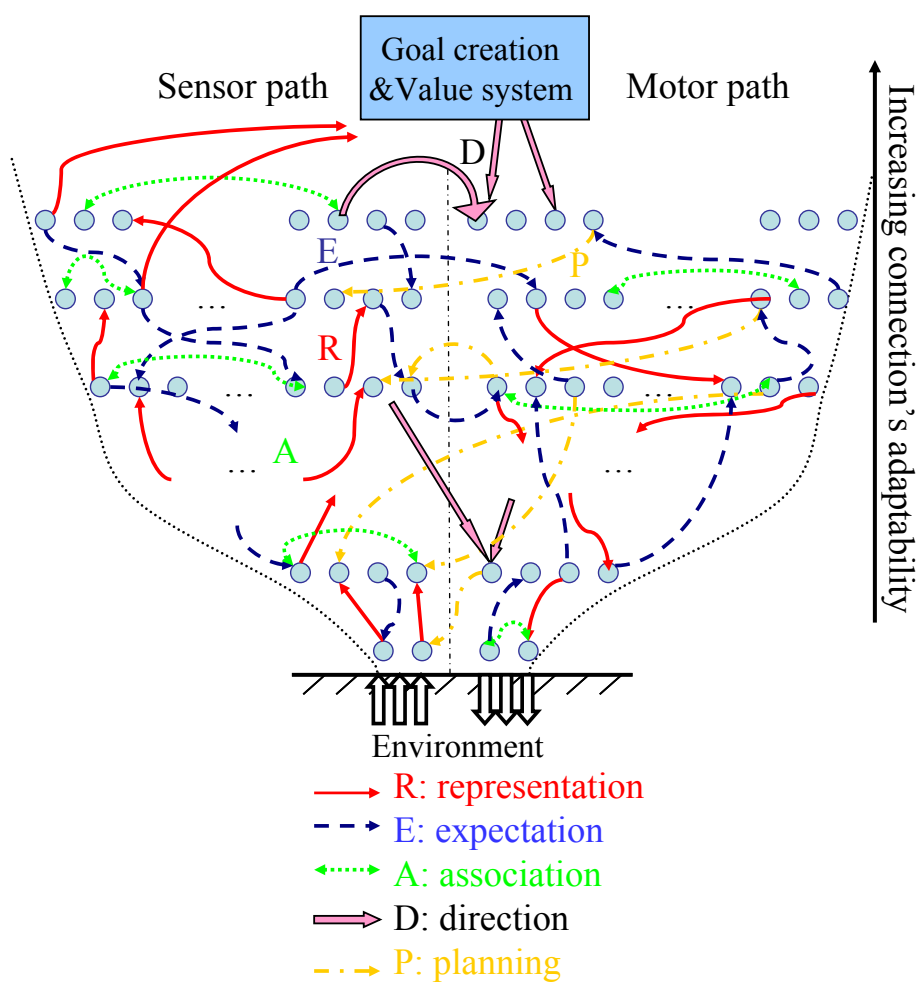 Goal creation
&Value system
Sensor path
Motor path
Increasing connection's adaptability
D
E
P
...
...
R
...
...
A
...
...
Environment
R: representation
E: expectation
A: association
D: direction
P: planning